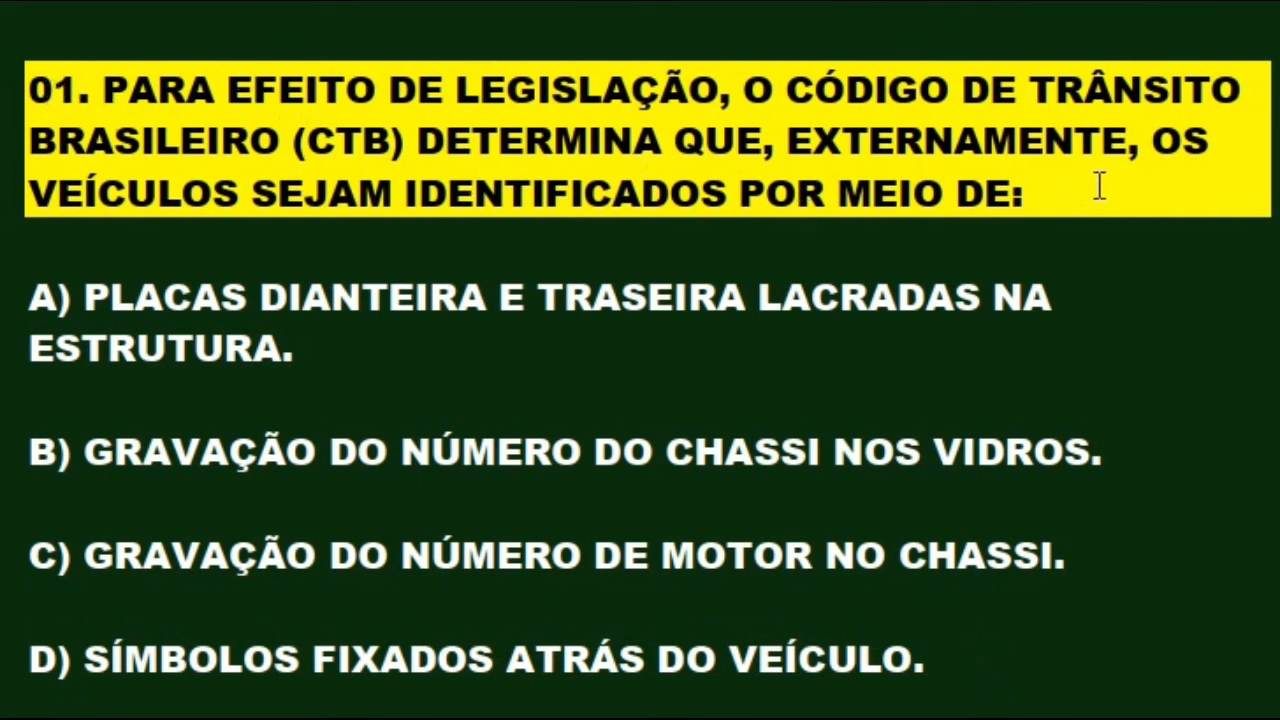 01. PARA EFEITO DE LEGISLAÇÃO, O CÓDIGO DE TRÂNSITO
BRASILEIRO (CTB) DETERMINA QUE, EXTERNAMENTE, OS
VEÍCULOS SEJAM IDENTIFICADOS POR MEIO DE:
A) PLACAS DIANTEIRA E TRASEIRA LACRADAS NA
ESTRUTURA.
B) GRAVAÇÃO DO NÚMERO DO CHASSI NOS VIDROS.
C) GRAVAÇÃO DO NÚMERO DE MOTOR NO CHASSI.
D) SÍMBOLOS FIXADOS ATRÁS DO VEÍCULO.